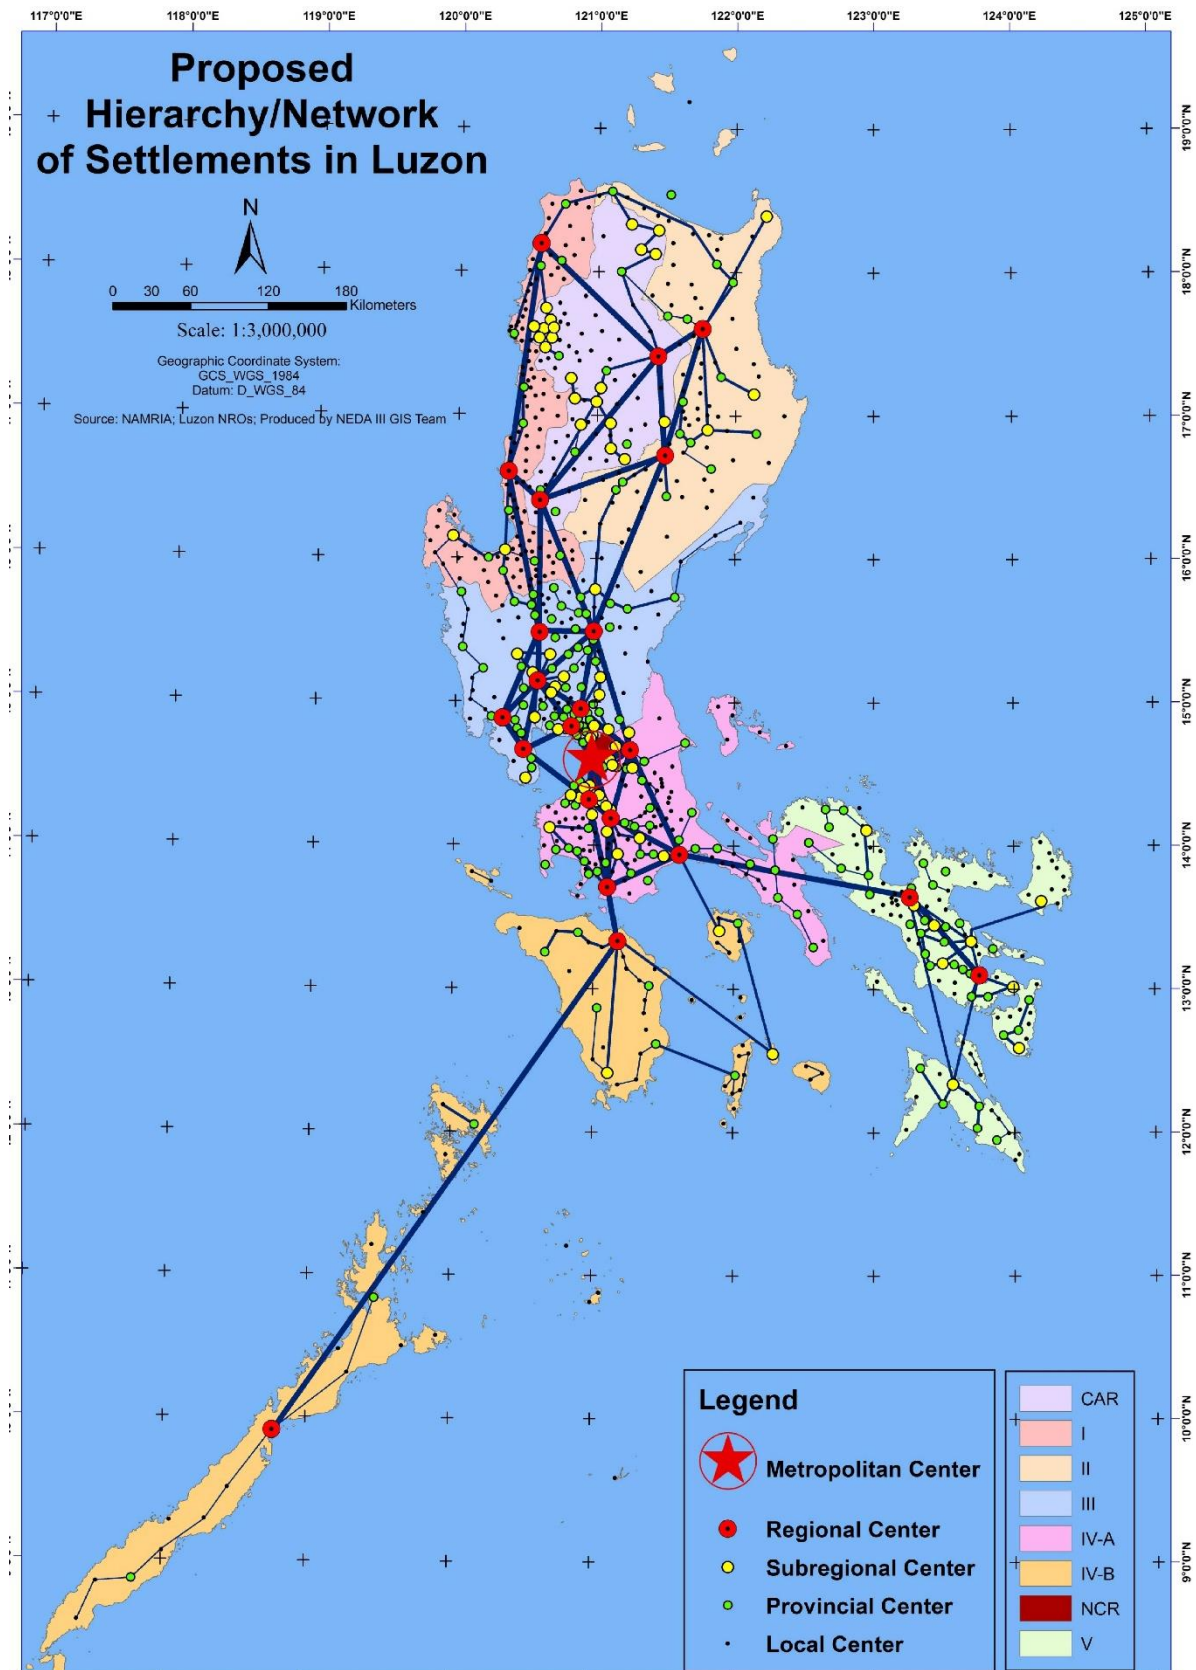 117°0'0"E 118°0'0"E 119°0'0"E 120°0'0"E 121°0'0"E 122°0'0"E 123°0'0"E 124°0'0"E 125°0'0"E
Proposed
Hierarchy/Network
of Settlements in Luzon
N
0 30 60 120 180
Kilometers
Scale: 1:3,000,000
Geographic Coordinate System:
GCS_WGS_1984
Datum: D_WGS_84
Source: NAMRIA; Luzon NROs; Produced by NEDA III GIS Team
19°0'0"N
18°0'0"N
17°0'0"N
16°0'0"N
15°0'0"N
14°0'0"N
13°0'0"N
12°0'0"N
11°0'0"N
10°0'0"N
9°0'0"N
Legend
Metropolitan Center
Regional Center
Subregional Center
Provincial Center
Local Center
CAR
I
II
III
IV-A
IV-B
NCR
V